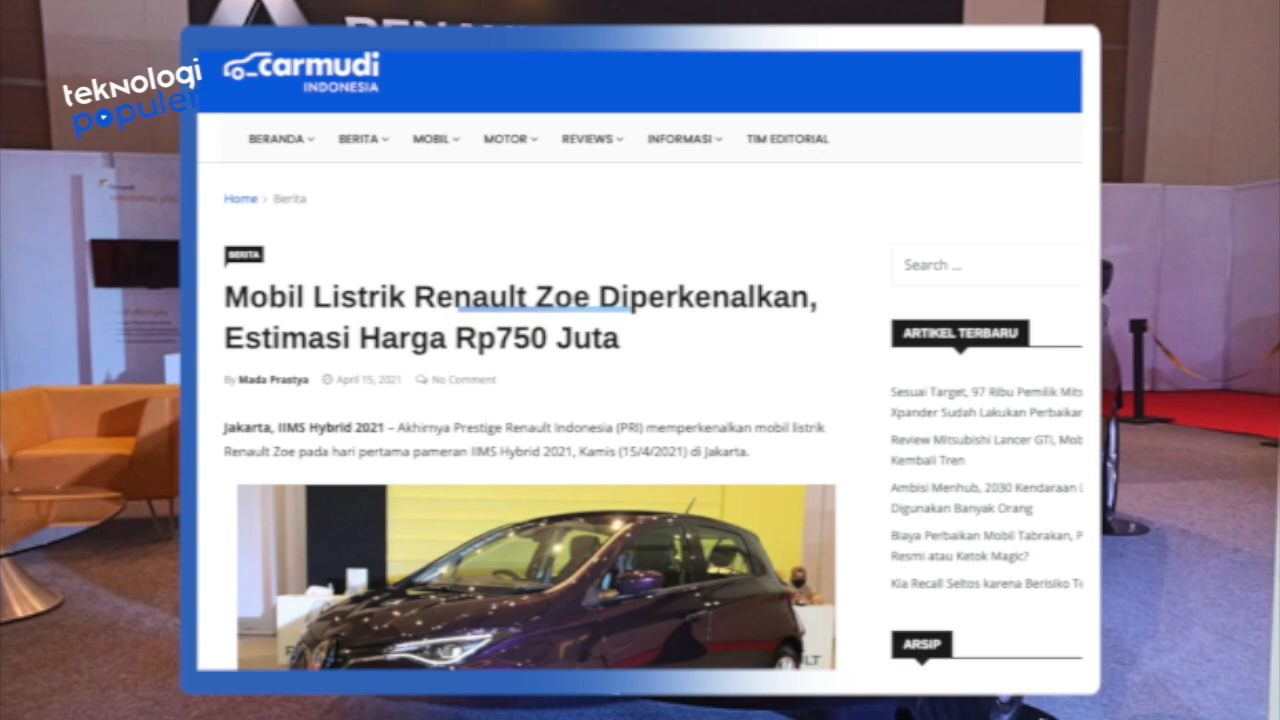 teknologi
populer
carmudi
INDONESIA
BERANDA BERITA MOBIL MOTOR REVIEWS INFORMASI TIM EDITORIAL
Home > Berita
BERITA
Mobil Listrik Renault Zoe Diperkenalkan,
Estimasi Harga Rp750 Juta
By Mada Prastya April 15, 2021 No Comment
Jakarta, IIMS Hybrid 2021 – Akhirnya Prestige Renault Indonesia (PRI) memperkenalkan mobil listrik
Renault Zoe pada hari pertama pameran IIMS Hybrid 2021, Kamis (15/4/2021) di Jakarta.
Search ...
ARTIKEL TERBARU
Sesuai Target, 97 Ribu Pemilik Mits
Xpander Sudah Lakukan Perbaikan
Review Mitsubishi Lancer GTi, Mob
Kembali Tren
Ambisi Menhub, 2030 Kendaraan
Digunakan Banyak Orang
Biaya Perbaikan Mobil Tabrakan, P
Resmi atau Ketok Magic?
Kia Recall Seltos karena Berisiko Te
ARSIP